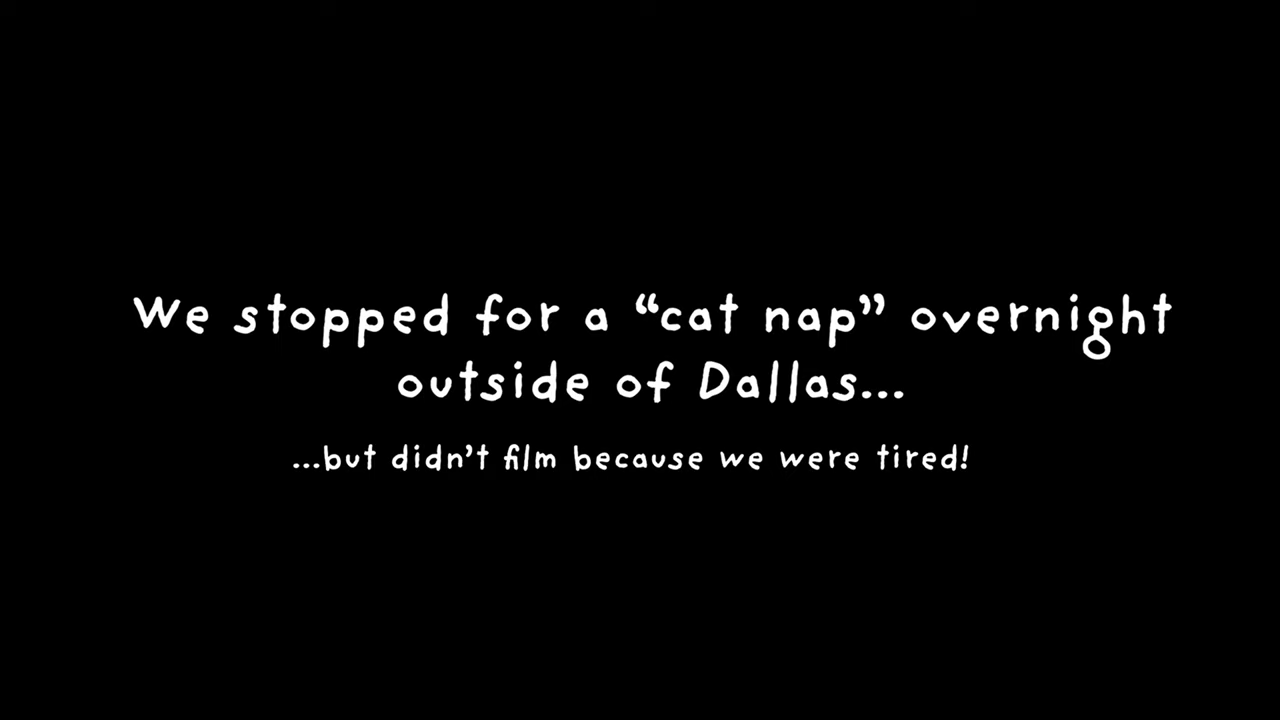 We stopped for a “cat nap” overnight
outside of Dallas...
...but didn’t film because we were tired!